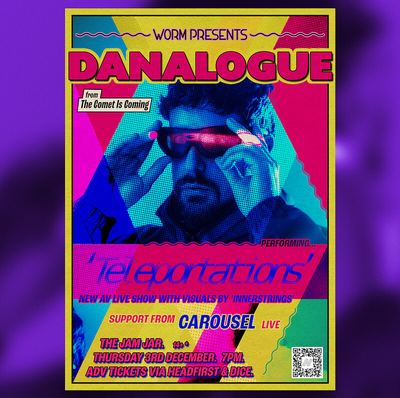 WORM PRESENTS
DANALOGUE
from
The Comet Is Coming
PERFORMING...
'Teleportations'
NEW AV LIVE SHOW WITH VISUALS BY 'INNERSTRINGS'
SUPPORT FROM CAROUSEL LIVE
THE JAM JAR. 14+
THURSDAY 3RD DECEMBER. 7PM.
ADV TICKETS VIA HEADFIRST & DICE.